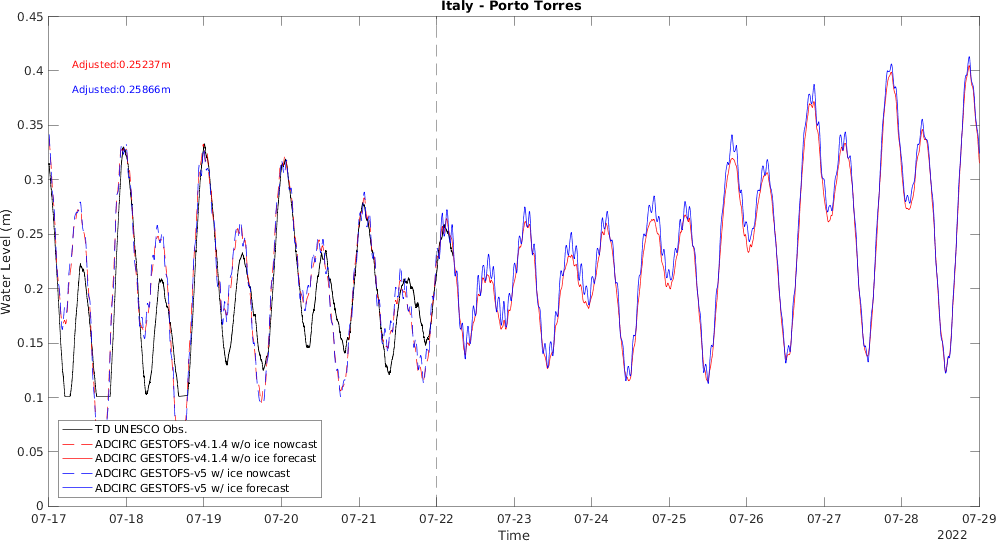 Italy - Porto Torres
0.45
0.4
0.35
0.3
0.25
0.2
0.15
0.1
0.05
0
Water Level (m)
Adjusted:0.25237m
Adjusted:0.25866m
TD UNESCO Obs.
ADCIRC GESTOFS-v4.1.4 w/o ice nowcast
ADCIRC GESTOFS-v4.1.4 w/o ice forecast
ADCIRC GESTOFS-v5 w/ ice nowcast
ADCIRC GESTOFS-v5 w/ ice forecast
07-17 07-18 07-19 07-20 07-21 07-22 07-23 07-24 07-25 07-26 07-27 07-28 07-29
Time
2022